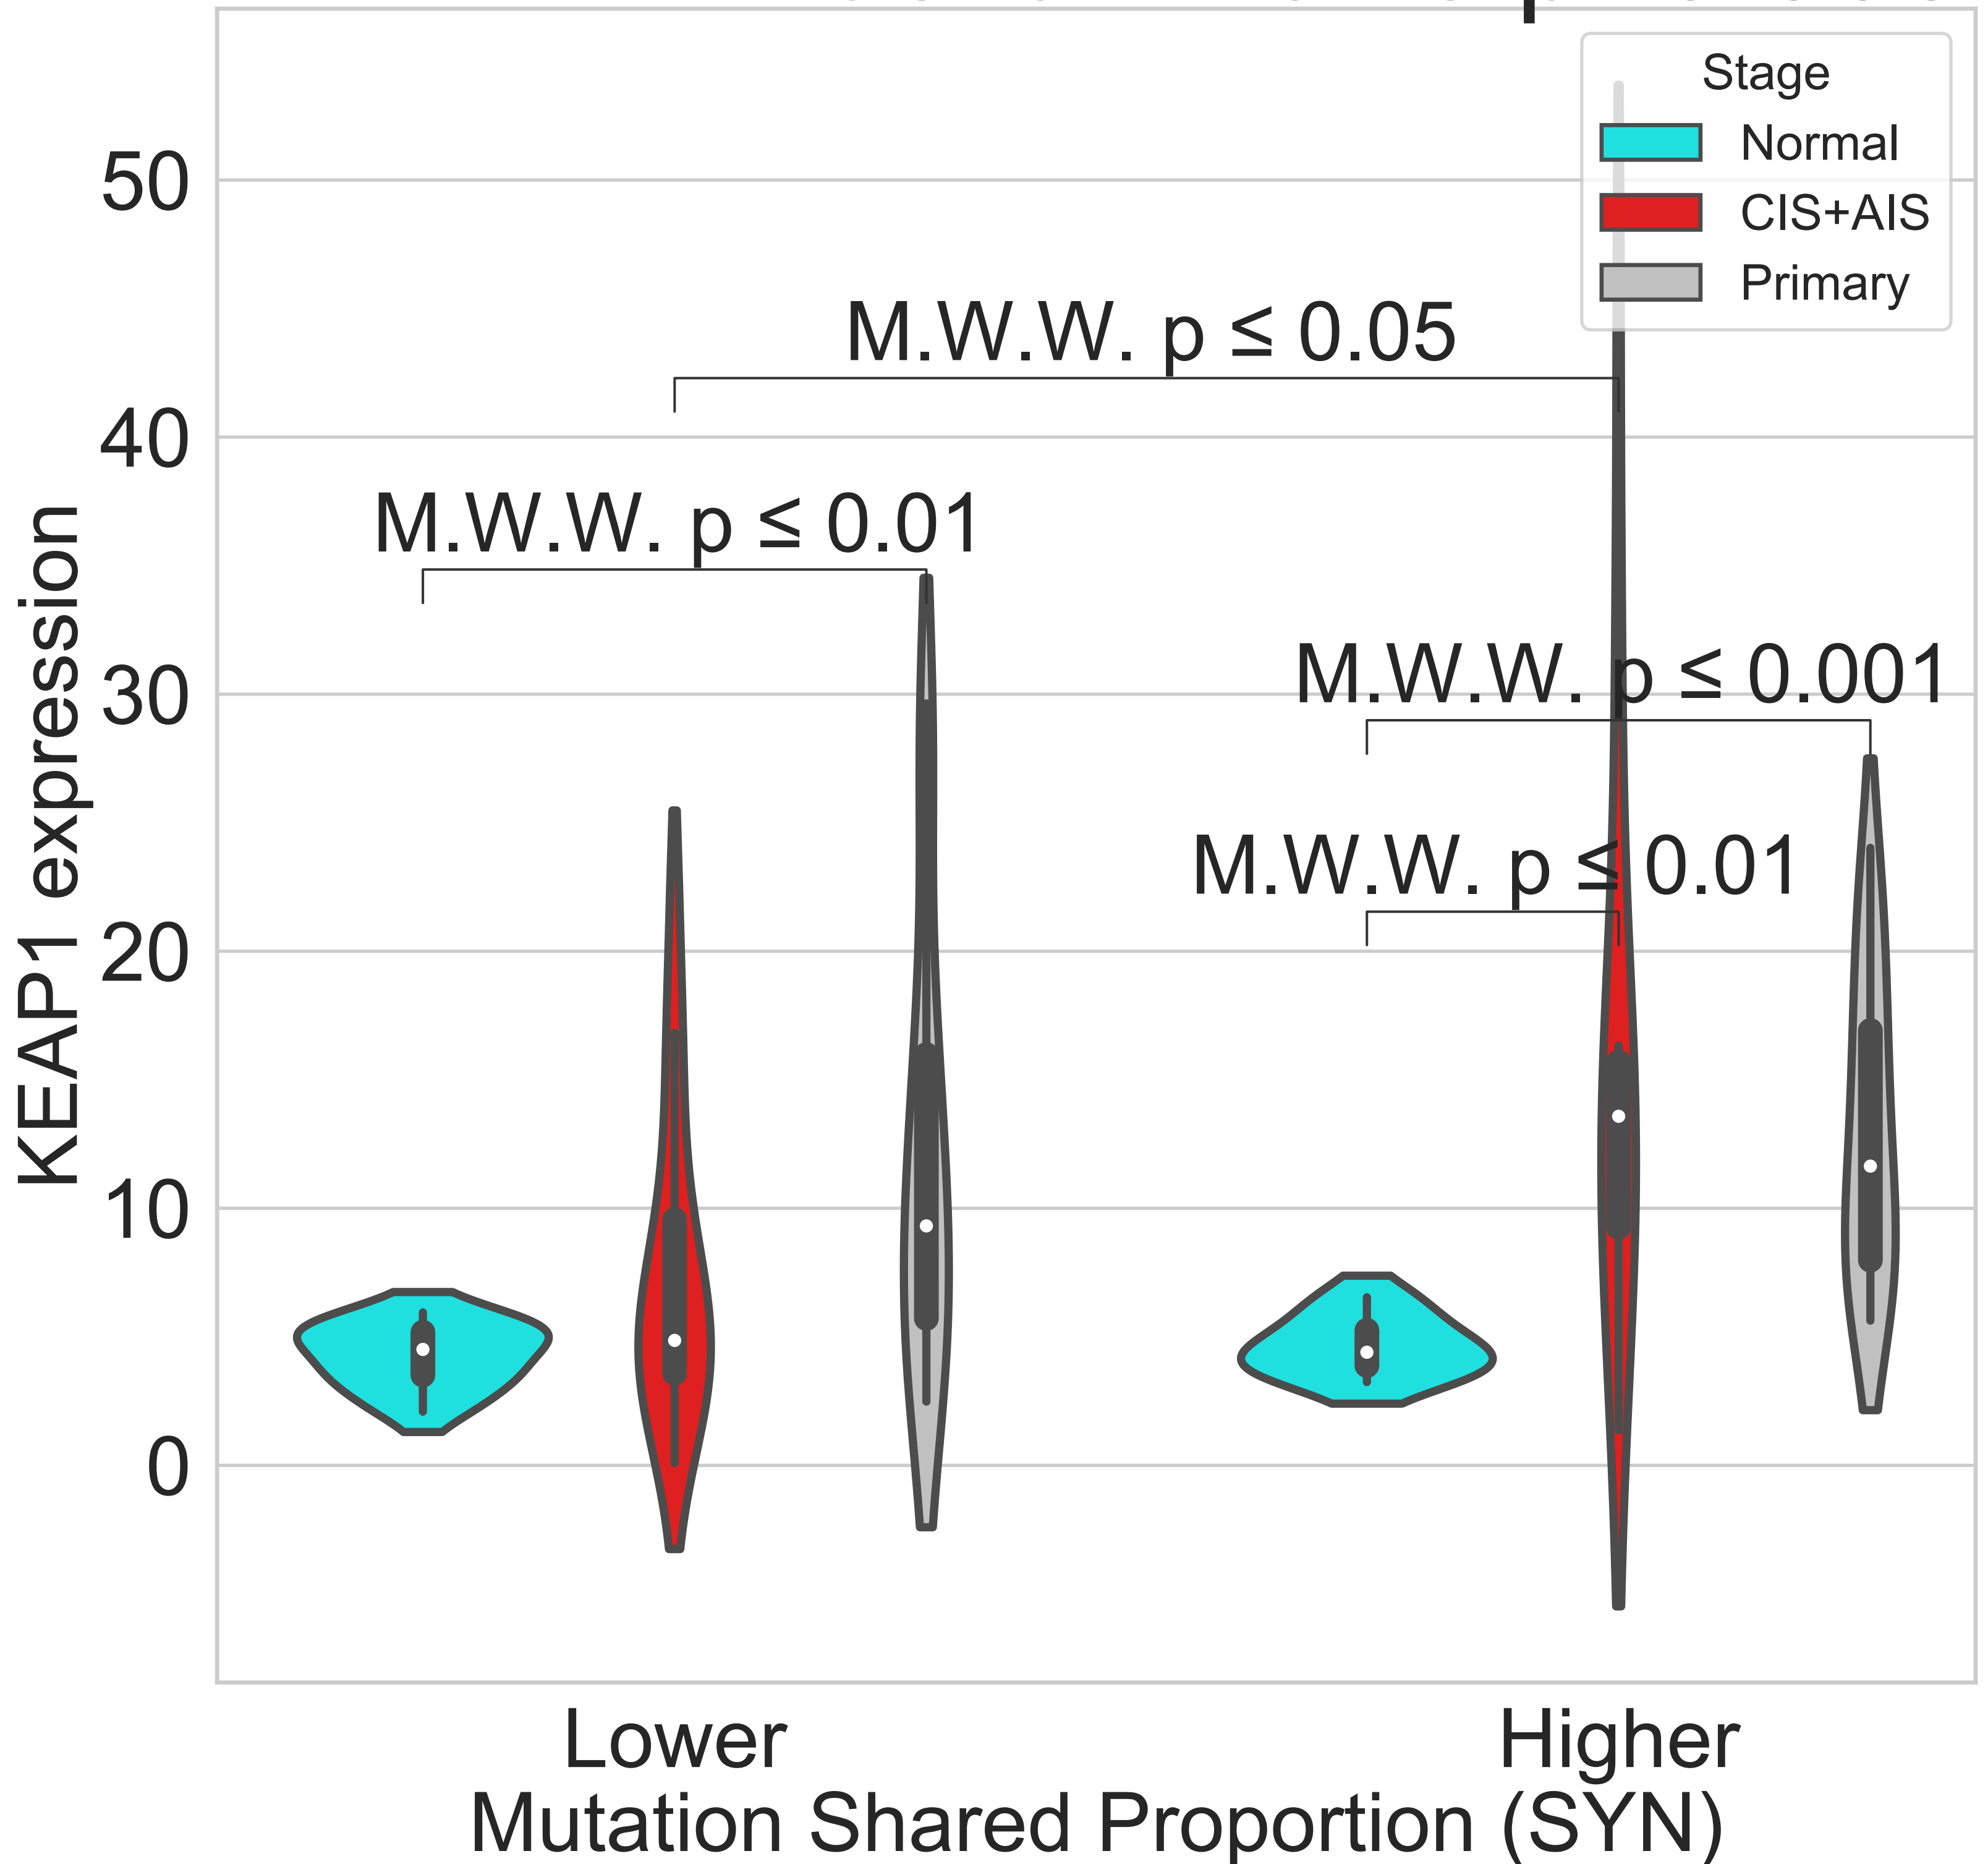 Stage
Normal
CIS+AIS
Primary
50
M.W.W. p ≤ 0.05
40
M.W.W. p ≤ 0.01
30
M.W.W. p ≤ 0.001
M.W.W. p ≤ 0.01
20
10
0
KEAP1 expression
Lower
Higher
Mutation Shared Proportion (SYN)